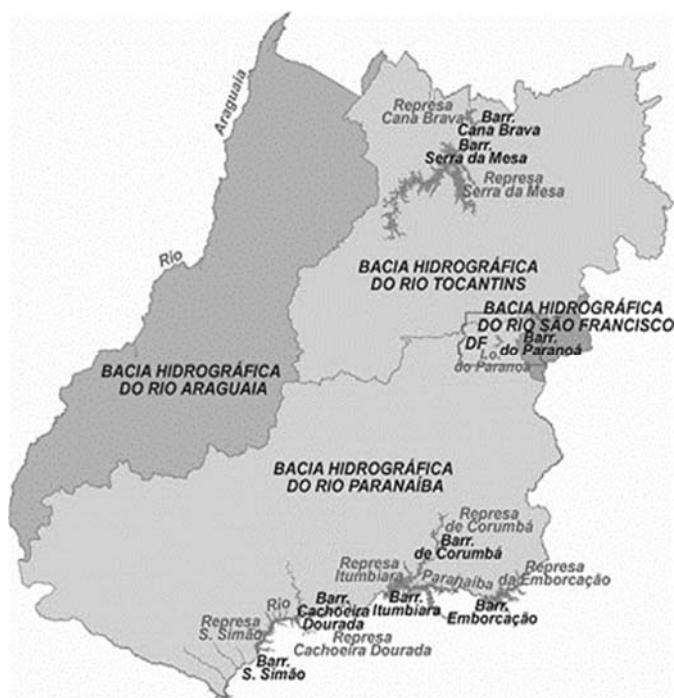 Araguaia
Rio
Represa
Cana Brava
Barr.
Cana Brava
Barr.
Serra da Mesa
Represa
Serra da Mesa
BACIA HIDROGRÁFICA
DO RIO TOCANTINS
BACIA HIDROGRÁFICA
DO RIO SÃO FRANCISCO
DF
Barr.
do Paranoá
Lo.
do Paranoá
BACIA HIDROGRÁFICA
DO RIO ARAGUAIA
BACIA HIDROGRÁFICA
DO RIO PARANAÍBA
Represa
de Corumbá
Barr.
de Corumbá
Represa
Itumbiara
Paranaíba
Represa
da Emborcação
Barr.
Itumbiara
Barr.
Emborcação
Rio
Barr.
Cachoeira
Dourada
Represa
Cachoeira Dourada
Represa
S. Simão
Barr.
S. Simão